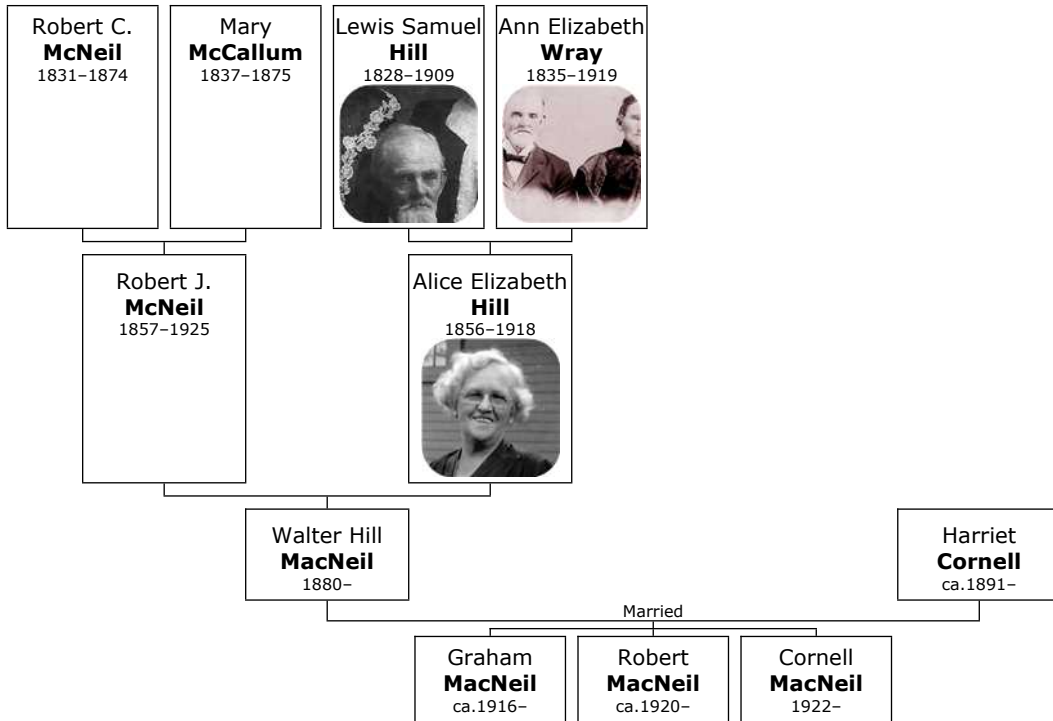 Robert C.
McNeil
1831–1874
Mary
McCallum
1837–1875
Lewis Samuel
Hill
1828–1909
Ann Elizabeth
Wray
1835–1919
Robert J.
McNeil
1857–1925
Alice Elizabeth
Hill
1856–1918
Walter Hill
MacNeil
1880–
Harriet
Cornell
ca.1891–
Married
Graham
MacNeil
ca.1916–
Robert
MacNeil
ca.1920–
Cornell
MacNeil
1922–